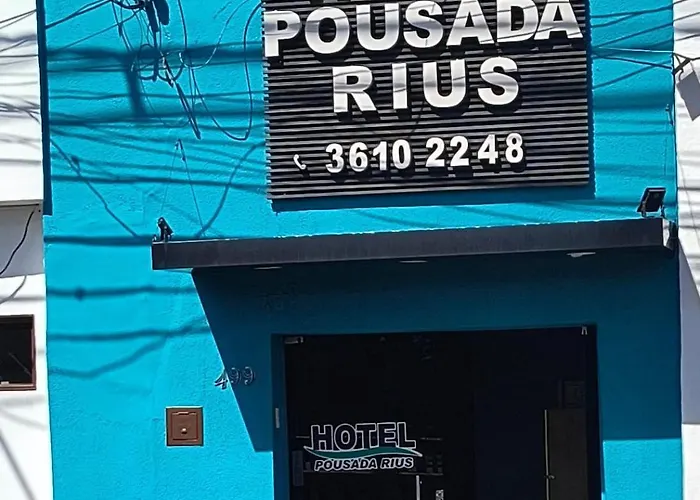 POUSADA
RIUS
3610 2248
499
HOTEL
POUSADA RIUS